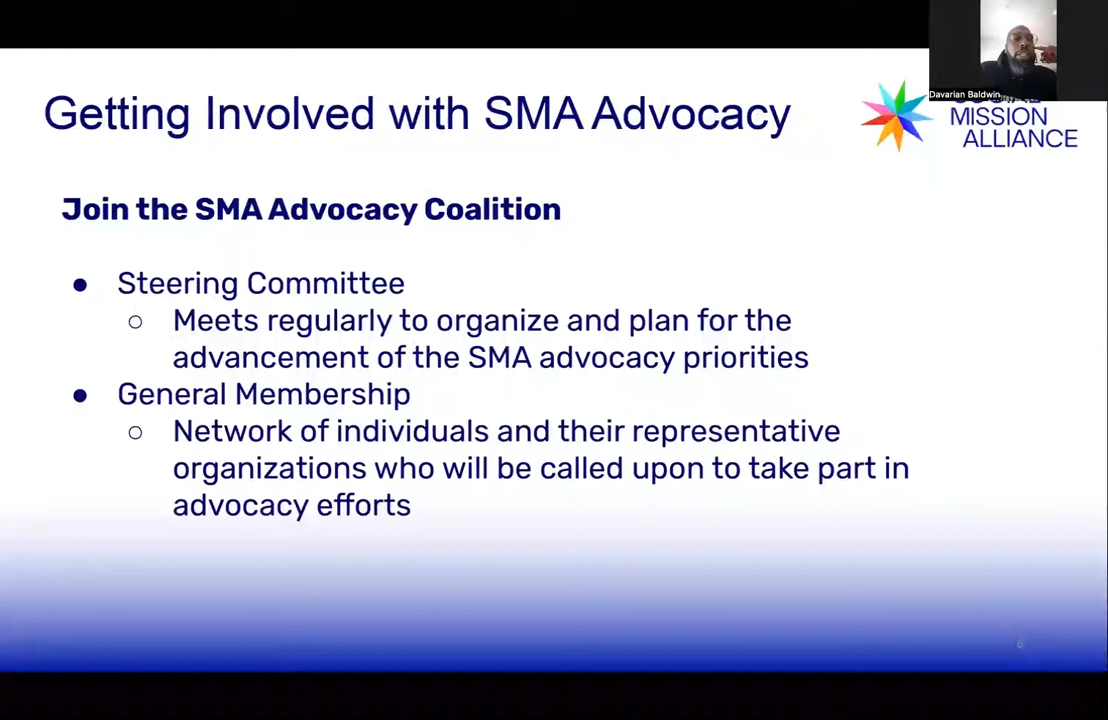 Davarian Baldwin
Getting Involved with SMA Advocacy
MISSION
ALLIANCE
Join the SMA Advocacy Coalition
● Steering Committee
○ Meets regularly to organize and plan for the
advancement of the SMA advocacy priorities
● General Membership
○ Network of individuals and their representative
organizations who will be called upon to take part in
advocacy efforts